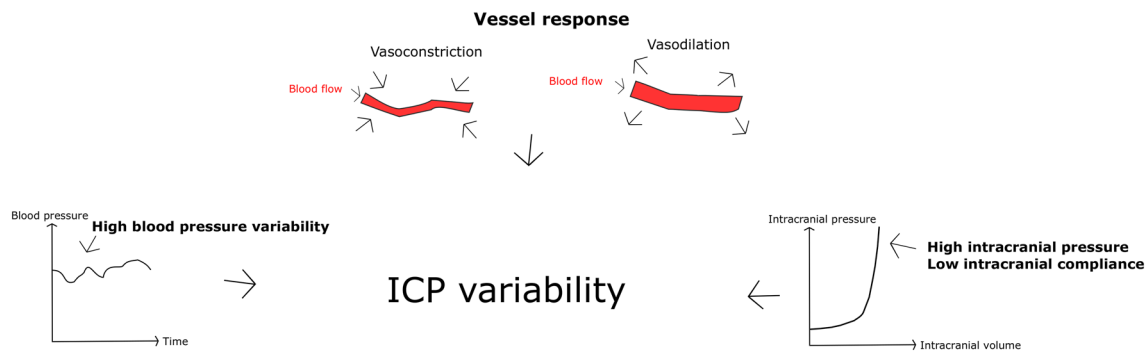 Vessel response
Vasoconstriction
Vasodilation
Blood flow
Blood flow
Blood pressure
High blood pressure variability
Time
ICP variability
Intracranial pressure
High intracranial pressure
Low intracranial compliance
Intracranial volume